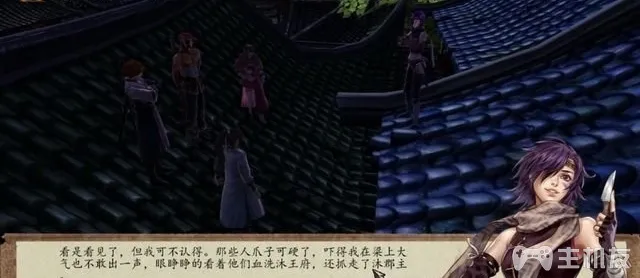 看是看见了，但我可不认得。那些人爪子可硬了，吓得我在梁上大
气也不敢出一声，眼睁睁的看着他们血洗沐王府，还抓走了沐郡主
主机家